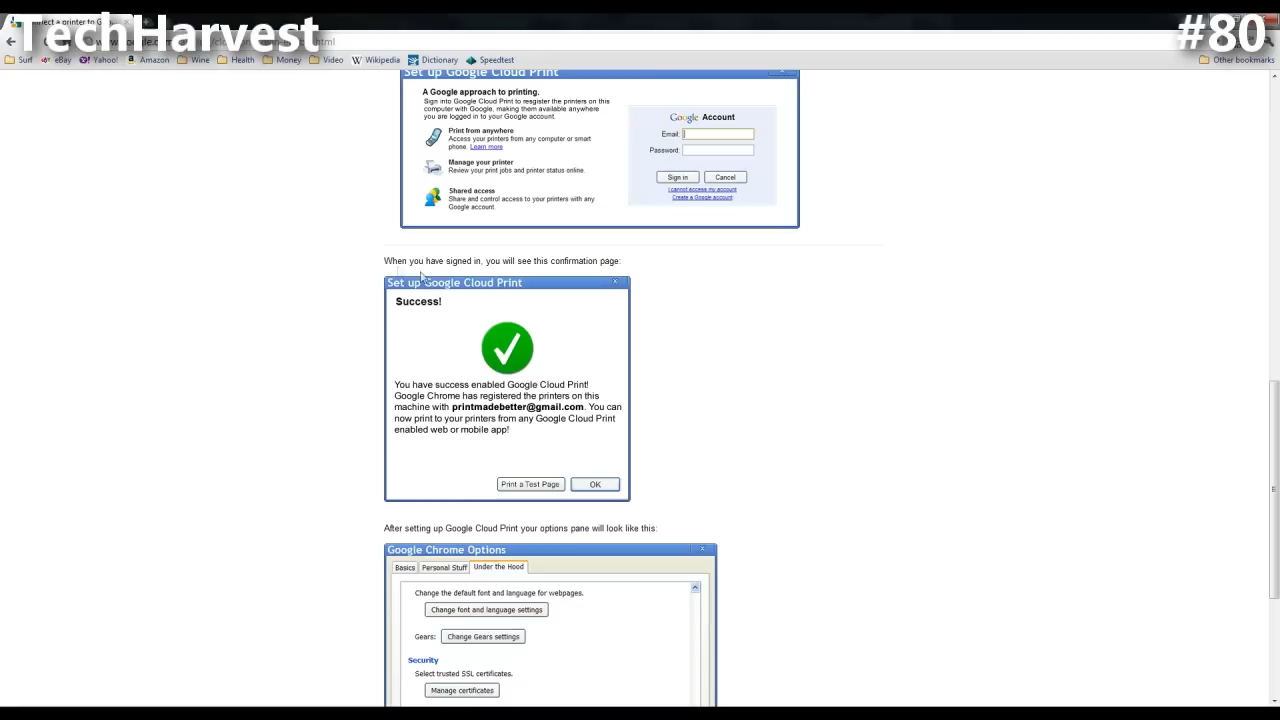 TechHarvest
#80
Surf
eBay
Yahoo!
Amazon
Wine
Health
Money
Video
Wikipedia
Dictionary
Speedtest
Other bookmarks
Set up Google Cloud Print
A Google approach to printing.
Sign into Google Cloud Print to reegister the printers on this
computer with Google, making them available anywhere
you are logged in to your Google account.
Print from anywhere
Access your printers from any computer or smart
phone. Learn more
Manage your printer
Review your print jobs and printer status online.
Shared access
Share and control access to your printers with any
Google account.
Google Account
Email:
Password:
Sign in
Cancel
I cannot access my account
Create a Google account
When you have signed in, you will see this confirmation page:
Set up Google Cloud Print
Success!
You have success enabled Google Cloud Print!
Google Chrome has registered the printers on this
machine with printmadebetter@gmail.com. You can
now print to your printers from any Google Cloud Print
enabled web or mobile app!
Print a Test Page
OK
After setting up Google Cloud Print your options pane will look like this:
Google Chrome Options
Basics
Personal Stuff
Under the Hood
Change the default font and language for webpages.
Change font and language settings
Gears:
Change Gears settings
Security
Select trusted SSL certificates.
Manage certificates